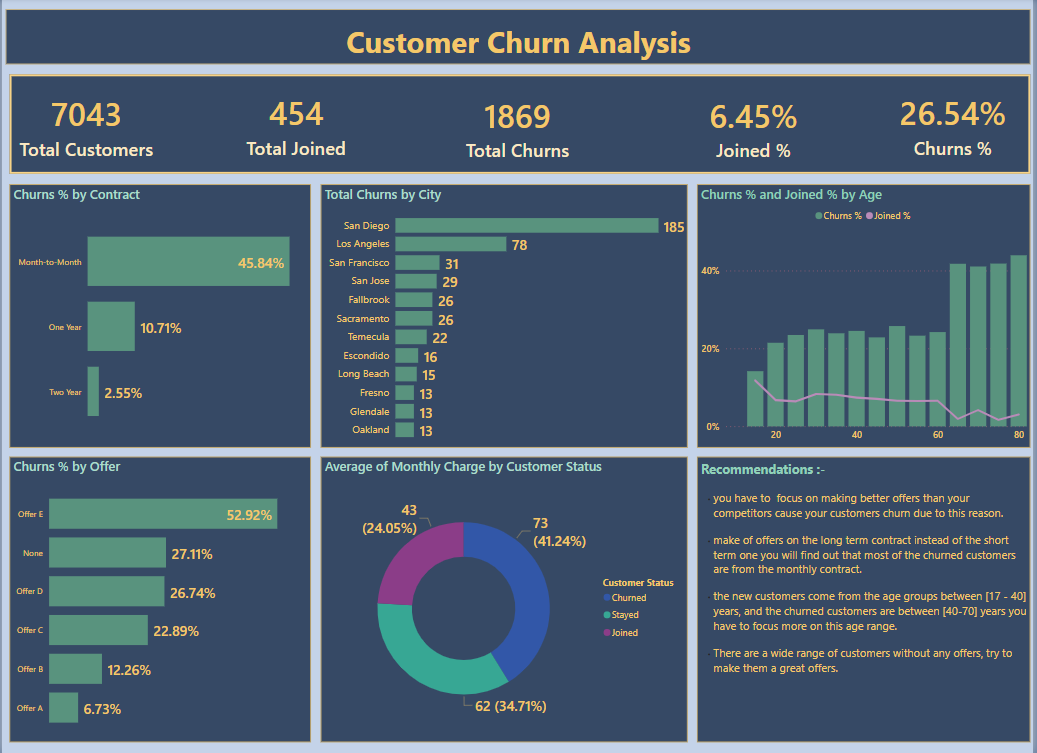 Customer Churn Analysis
7043
Total Customers
454
Total Joined
1869
Total Churns
6.45%
Joined %
26.54%
Churns %
Churns % by Contract
Month-to-Month
45.84%
One Year
10.71%
Two Year
2.55%
Total Churns by City
San Diego
185
Los Angeles
78
San Francisco
31
San Jose
29
Fallbrook
26
Sacramento
26
Temecula
22
Escondido
16
Long Beach
15
Fresno
13
Glendale
13
Oakland
13
Churns % and Joined % by Age
Churns %
Joined %
40%
20%
0%
20
40
60
80
Churns % by Offer
Offer E
52.92%
None
27.11%
Offer D
26.74%
Offer C
22.89%
Offer B
12.26%
Offer A
6.73%
Average of Monthly Charge by Customer Status
43
(24.05%)
73
(41.24%)
62 (34.71%)
Customer Status
Churned
Stayed
Joined
Recommendations :-
you have to focus on making better offers than your
competitors cause your customers churn due to this reason.
make of offers on the long term contract instead of the short
term one you will find out that most of the churned customers
are from the monthly contract.
the new customers come from the age groups between [17 - 40]
years, and the churned customers are between [40-70] years you
have to focus more on this age range.
There are a wide range of customers without any offers, try to
make them a great offers.